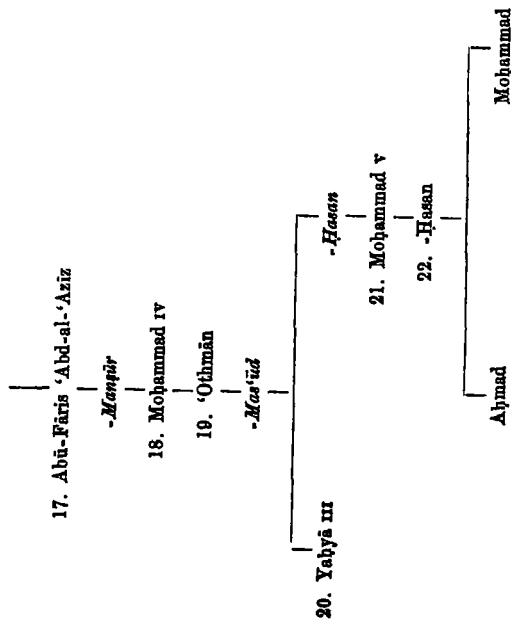 17. Abū-Fāris ‘Abd-al-‘Azīz
-Manṣūr
18. Moḥammad IV
19. ‘Othmān
-Mas‘ūd
20. Yaḥyā III
-Ḥasan
21. Moḥammad V
22. -Ḥasan
Aḥmad
Moḥammad